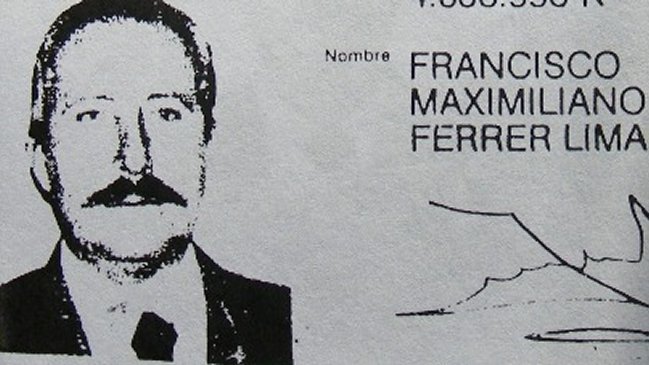 Nombre FRANCISCO
MAXIMILIANO
FERRER LIMA